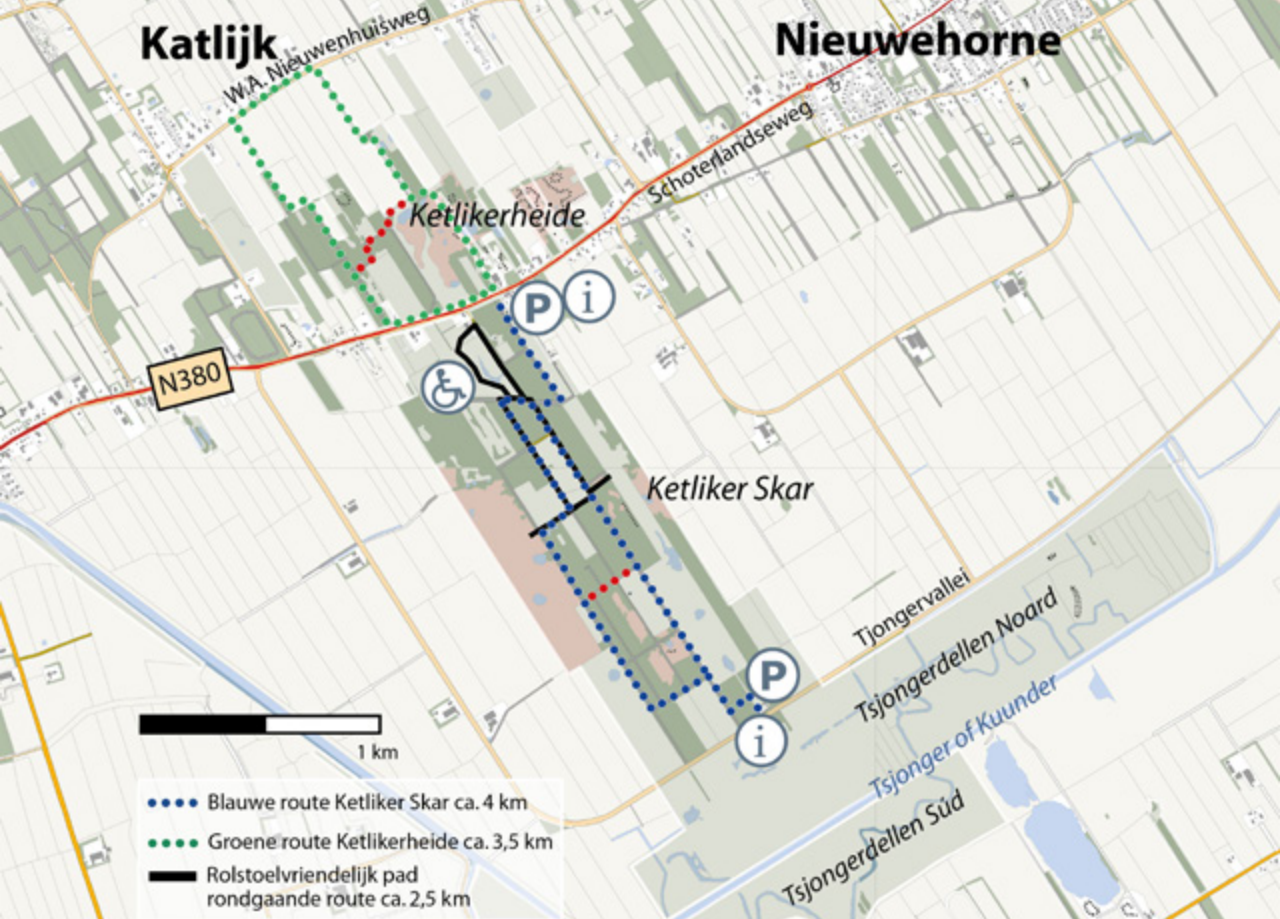 Katlijk
W.A. Nieuwenhuisweg
Nieuwehorne
Schoterlandseweg
Ketlikerheide
P
i
N380
Ketliker Skar
Tjongervallei
Tsjongerdellen Noard
P
i
Tsjonger of Kuunder
Tsjongerdellen Súd
1 km
Blauwe route Ketliker Skar ca. 4 km
Groene route Ketlikerheide ca. 3,5 km
Rolstoelvriendelijk pad
rondgaande route ca. 2,5 km